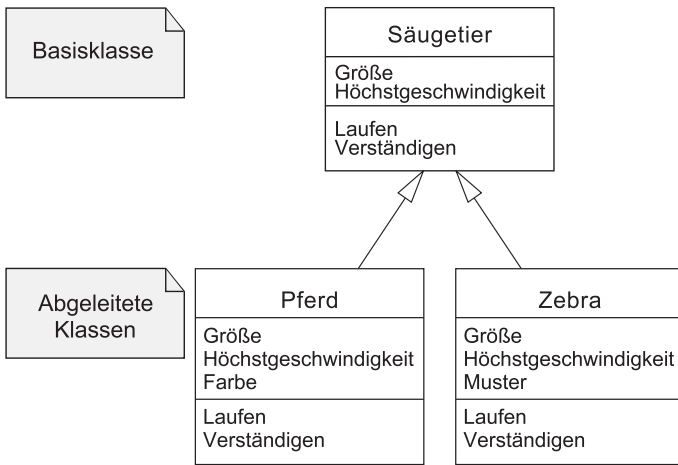 Basisklasse
Säugetier
Größe
Höchstgeschwindigkeit
Laufen
Verständigen
Abgeleitete
Klassen
Pferd
Größe
Höchstgeschwindigkeit
Farbe
Laufen
Verständigen
Zebra
Größe
Höchstgeschwindigkeit
Muster
Laufen
Verständigen